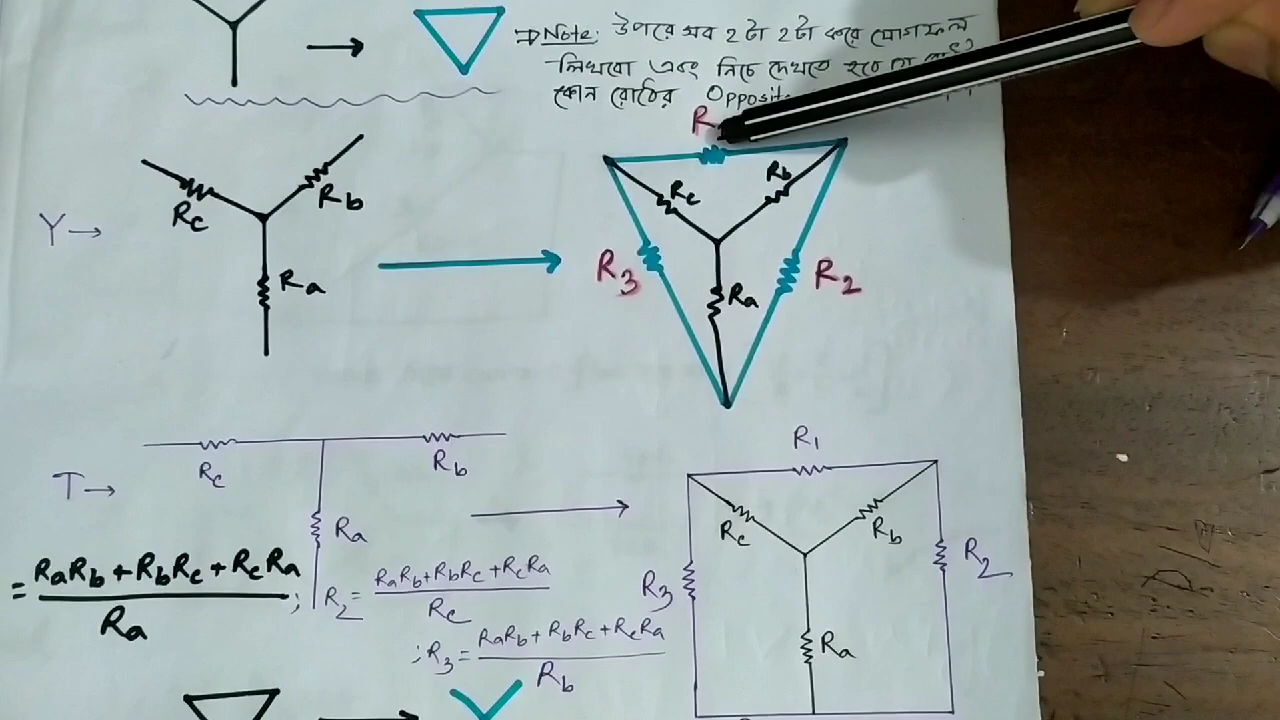 ⇒Note: উপরে সব 2 টা 2 টা করে যোগফল
লিখবো এবং নিচে দেখতে হবে
কোন রোধের Opposit
R
Rc
Rb
Rc
Rb
Y→
Ra
R3
Ra
R2
R1
T→
Rc
Rb
Ra
Rc
Rb
R3
R2
Ra
= RaRb + RbRc + RcRa / Ra ;
R2 = RaRb + RbRc + RcRa / Rc
; R3 = RaRb + RbRc + RcRa / Rb